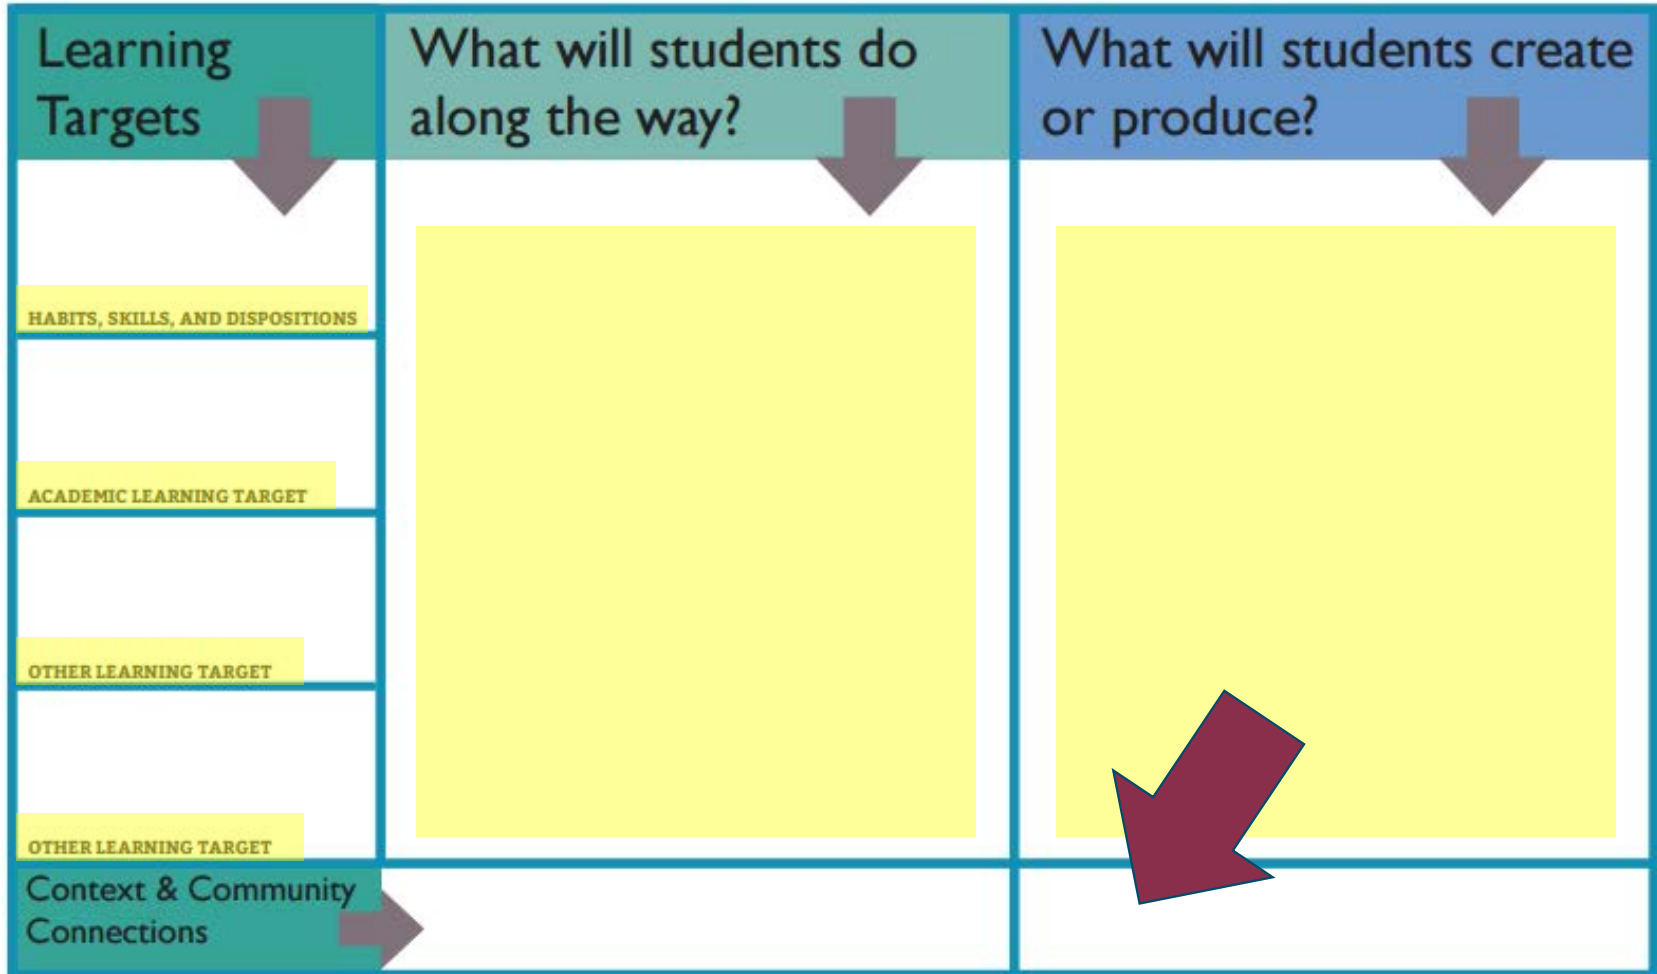 Learning
Targets
What will students do
along the way?
What will students create
or produce?
HABITS, SKILLS, AND DISPOSITIONS
ACADEMIC LEARNING TARGET
OTHER LEARNING TARGET
OTHER LEARNING TARGET
Context & Community
Connections